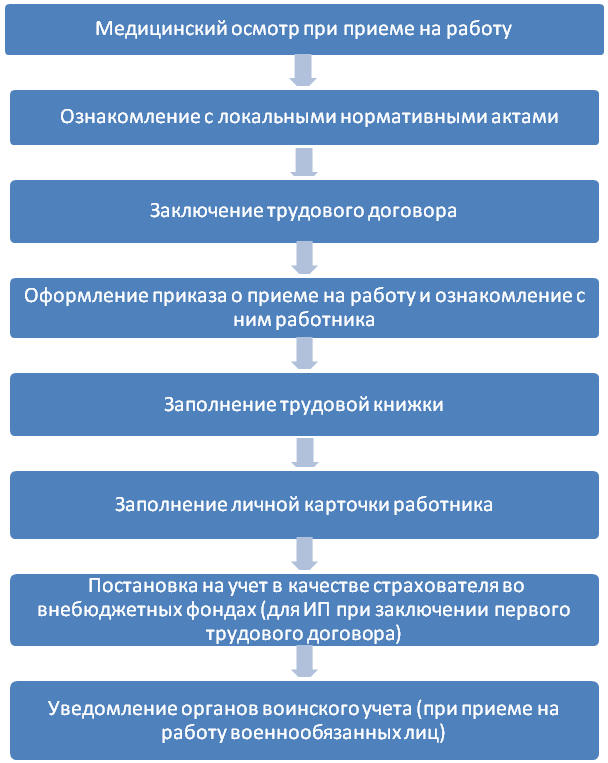 Медицинский осмотр при приеме на работу
Ознакомление с локальными нормативными актами
Заключение трудового договора
Оформление приказа о приеме на работу и ознакомление с
ним работника
Заполнение трудовой книжки
Заполнение личной карточки работника
Постановка на учет в качестве страхователя во
внебюджетных фондах (для ИП при заключении первого
трудового договора)
Уведомление органов воинского учета (при приеме на
работу военнообязанных лиц)